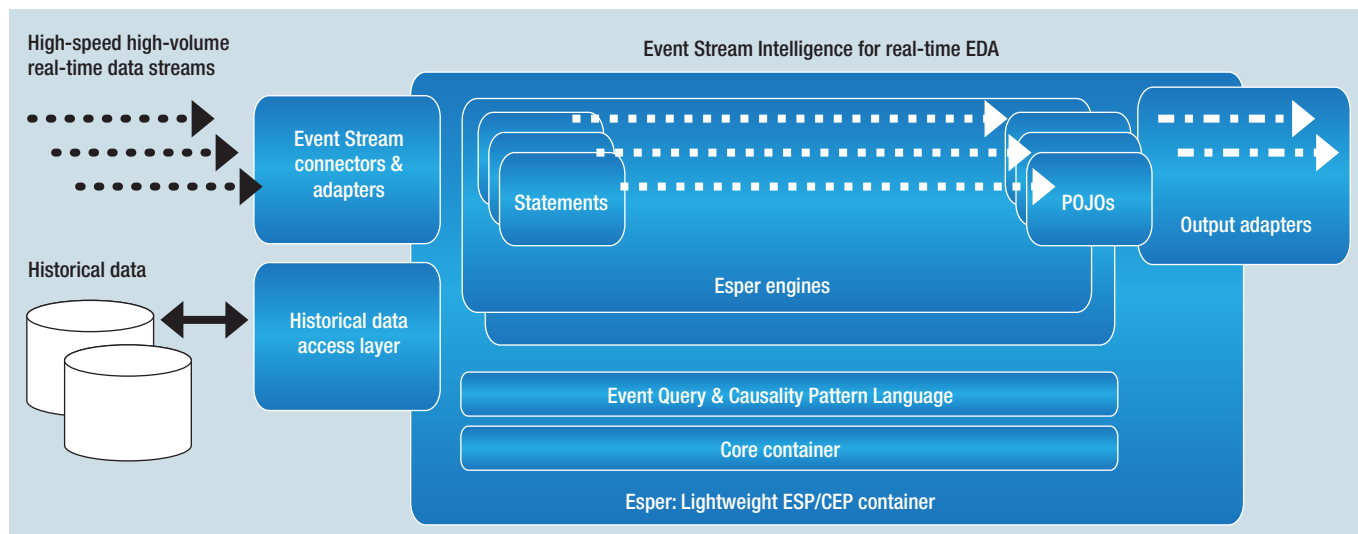 High-speed high-volume
real-time data streams
Event Stream Intelligence for real-time EDA
Event Stream
connectors &
adapters
Statements
POJOs
Output adapters
Esper engines
Historical data
Historical data
access layer
Event Query & Causality Pattern Language
Core container
Esper: Lightweight ESP/CEP container